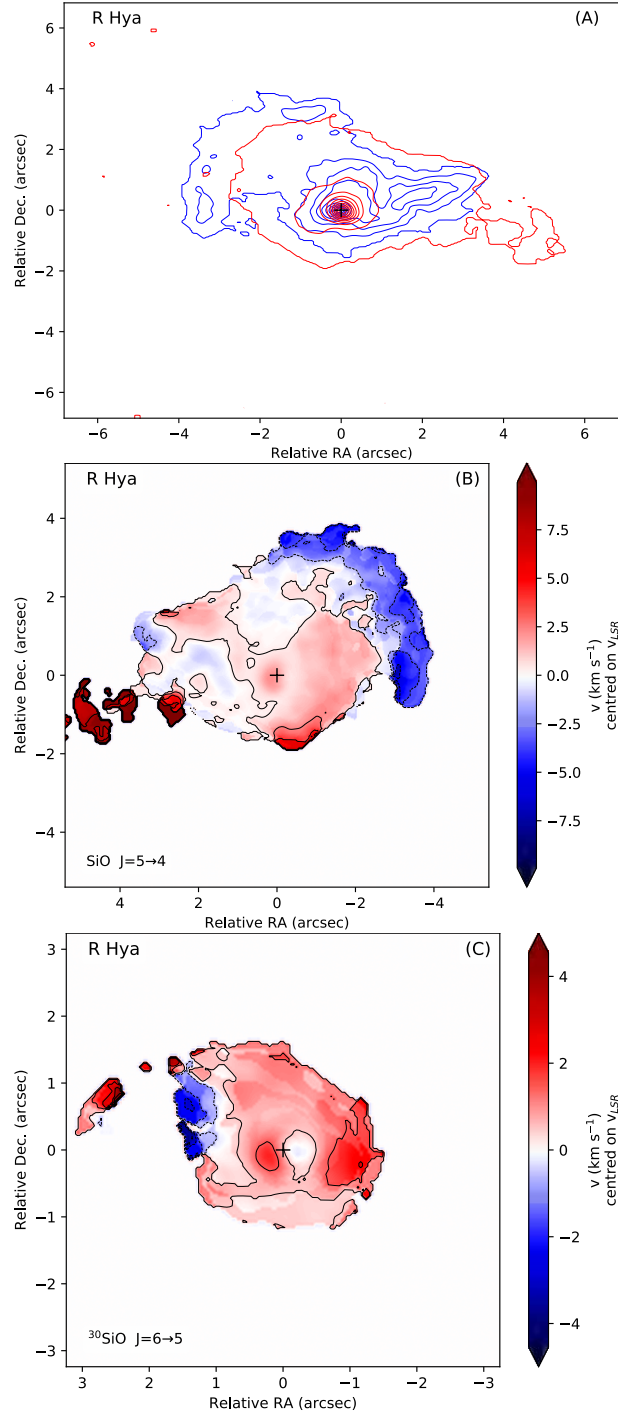 R Hya (A)
6
4
2
0
−2
−4
−6
Relative Dec. (arcsec)
−6 −4 −2 0 2 4 6
Relative RA (arcsec)
R Hya (B)
4
2
0
−2
−4
Relative Dec. (arcsec)
SiO J=5→4
4 2 0 −2 −4
Relative RA (arcsec)
7.5
5.0
2.5
0.0
−2.5
−5.0
−7.5
v (km s⁻¹)
centred on v_LSR
R Hya (C)
3
2
1
0
−1
−2
−3
Relative Dec. (arcsec)
³⁰SiO J=6→5
3 2 1 0 −1 −2 −3
Relative RA (arcsec)
4
2
0
−2
−4
v (km s⁻¹)
centred on v_LSR